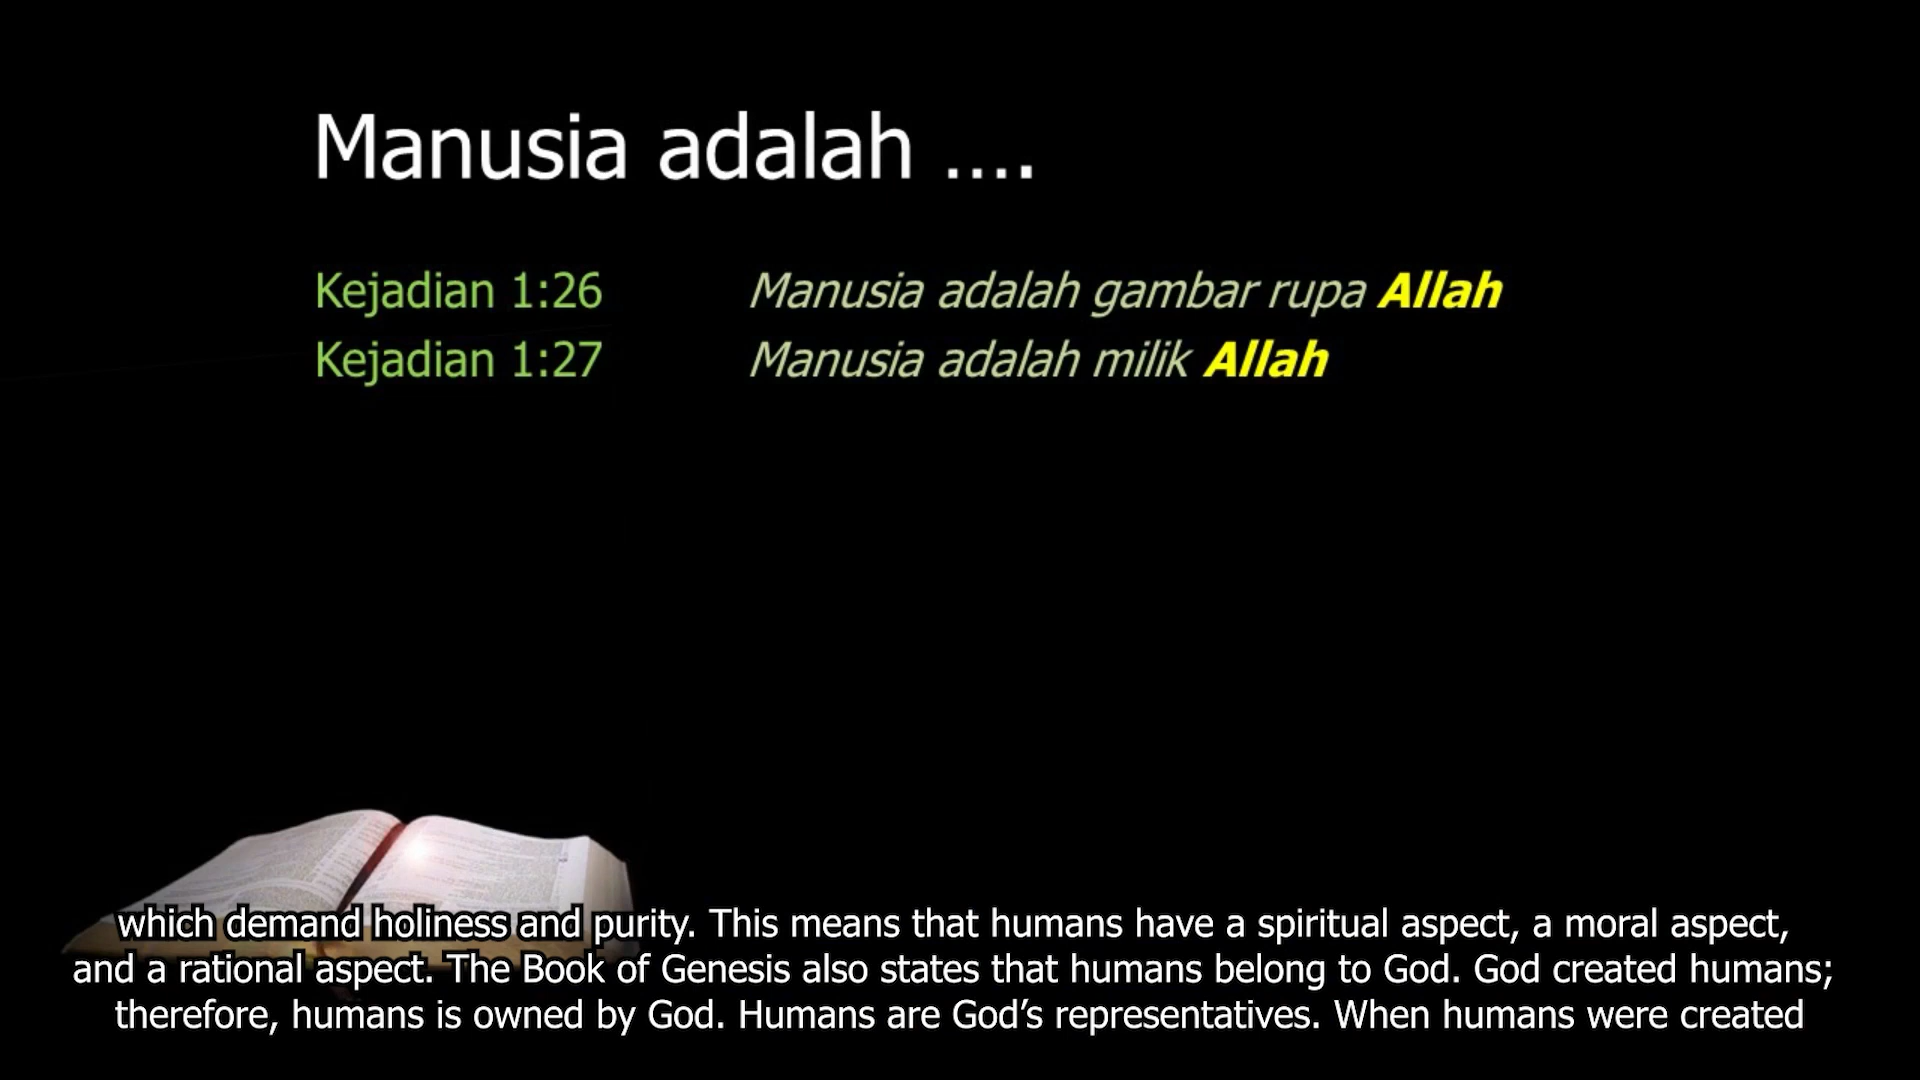 Manusia adalah ....
Kejadian 1:26 Manusia adalah gambar rupa Allah
Kejadian 1:27 Manusia adalah milik Allah
which demand holiness and purity. This means that humans have a spiritual aspect, a moral aspect,
and a rational aspect. The Book of Genesis also states that humans belong to God. God created humans;
therefore, humans is owned by God. Humans are God’s representatives. When humans were created